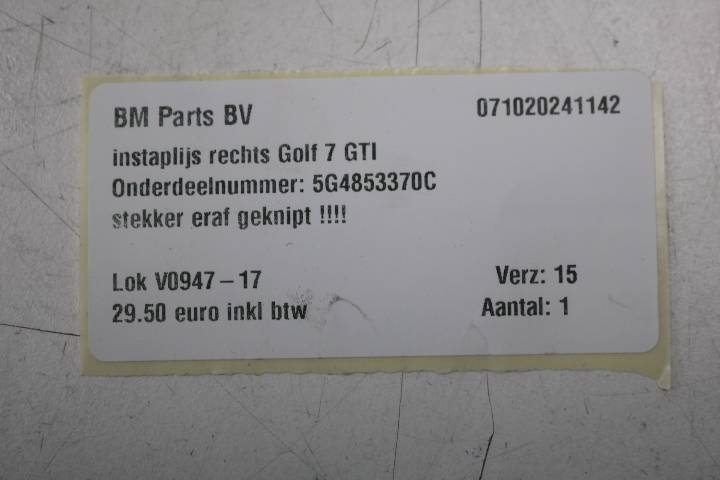 BM Parts BV 071020241142
instaplijs rechts Golf 7 GTI
Onderdeelnummer: 5G4853370C
stekker eraf geknipt !!!!
Lok V0947-17 Verz: 15
29.50 euro inkl btw Aantal: 1